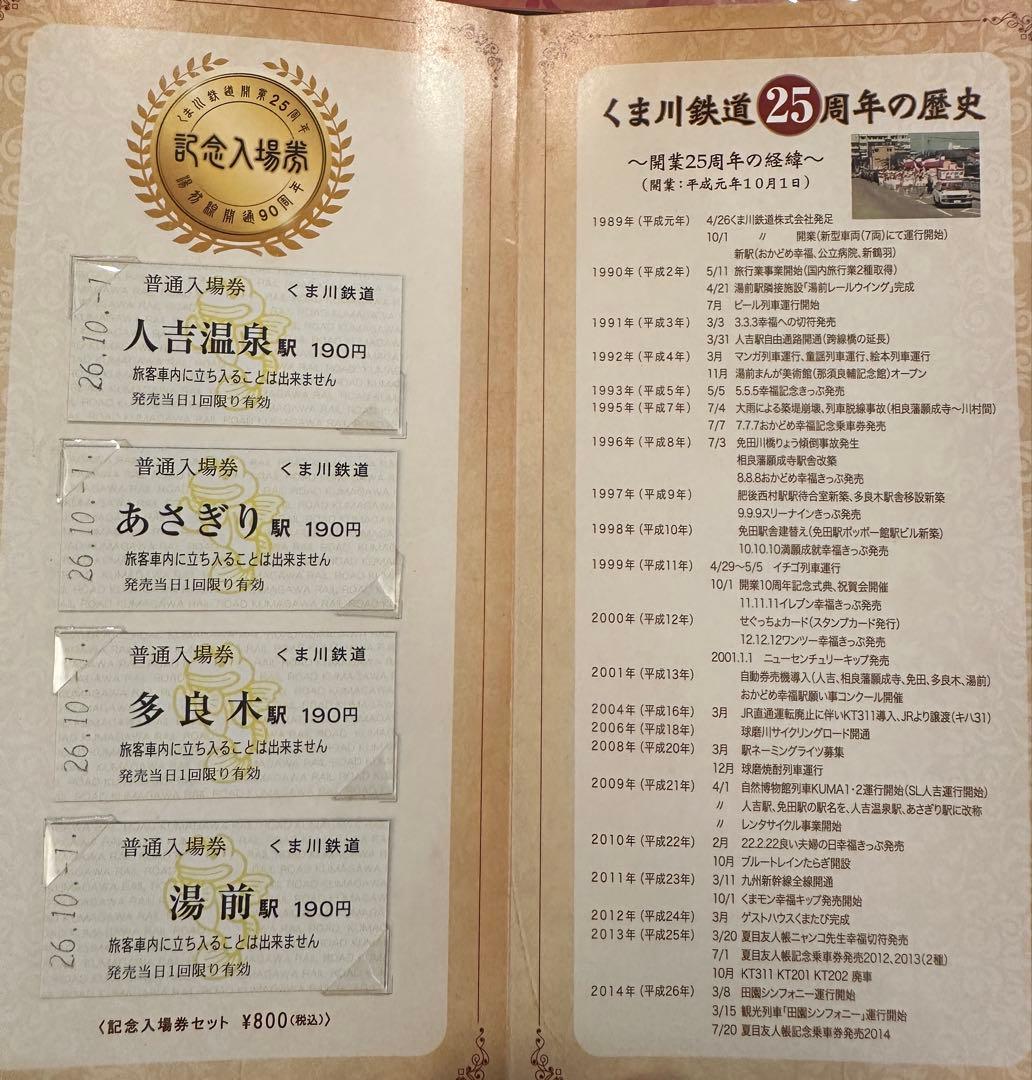 くま川鉄道開業25周年
記念入場券
湯前線開通90周年
26.10.-1
普通入場券 くま川鉄道
人吉温泉駅 190円
旅客車内に立ち入ることは出来ません
発売当日1回限り有効
26.10.-1.
普通入場券 くま川鉄道
あさぎり駅 190円
旅客車内に立ち入ることは出来ません
発売当日1回限り有効
26.10.-1.
普通入場券 くま川鉄道
多良木駅 190円
旅客車内に立ち入ることは出来ません
発売当日1回限り有効
26.10.-1.
普通入場券 くま川鉄道
湯前駅 190円
旅客車内に立ち入ることは出来ません
発売当日1回限り有効
〈記念入場券セット ¥800(税込)〉
くま川鉄道25周年の歴史
～開業25周年の経緯～
(開業：平成元年10月1日)
1989年(平成元年) 4/26くま川鉄道株式会社発足
10/1 〃 開業(新型車両(7両)にて運行開始)
新駅(おかどめ幸福、公立病院、新鶴羽)
1990年(平成2年) 5/11 旅行業事業開始(国内旅行業2種取得)
4/21 湯前駅隣接施設「湯前レールウイング」完成
7月 ビール列車運行開始
1991年(平成3年) 3/3 3.3.3幸福への切符発売
3/31 人吉駅自由通路開通(跨線橋の延長)
1992年(平成4年) 3月 マンガ列車運行、童謡列車運行、絵本列車運行
11月 湯前まんが美術館(那須良輔記念館)オープン
1993年(平成5年) 5/5 5.5.5幸福記念きっぷ発売
1995年(平成7年) 7/4 大雨による築堤崩壊、列車脱線事故(相良藩願成寺～川村間)
7/7 7.7.7おかどめ幸福記念乗車券発売
1996年(平成8年) 7/3 免田川橋りょう傾倒事故発生
相良藩願成寺駅舎改築
8.8.8おかどめ幸福きっぷ発売
1997年(平成9年) 肥後西村駅駅待合室新築、多良木駅舎移設新築
9.9.9スリーナインきっぷ発売
1998年(平成10年) 免田駅舎建替え(免田駅ポッポー館駅ビル新築)
10.10.10満願成就幸福きっぷ発売
1999年(平成11年) 4/29～5/5 イチゴ列車運行
10/1 開業10周年記念式典、祝賀会開催
11.11.11イレブン幸福きっぷ発売
2000年(平成12年) せぐっちょカード(スタンプカード発行)
12.12.12ワンツー幸福きっぷ発売
2001.1.1 ニューセンチュリーキップ発売
2001年(平成13年) 自動券売機導入(人吉、相良藩願成寺、免田、多良木、湯前)
おかどめ幸福駅願い事コンクール開催
2004年(平成16年) 3月 JR直通運転廃止に伴いKT311導入、JRより譲渡(キハ31)
2006年(平成18年) 球磨川サイクリングロード開通
2008年(平成20年) 3月 駅ネーミングライツ募集
12月 球磨焼酎列車運行
2009年(平成21年) 4/1 自然博物館列車KUMA1・2運行開始(SL人吉運行開始)
〃 人吉駅、免田駅の駅名を、人吉温泉駅、あさぎり駅に改称
〃 レンタサイクル事業開始
2010年(平成22年) 2月 22.2.22良い夫婦の日幸福きっぷ発売
10月 ブルートレインたらぎ開設
2011年(平成23年) 3/11 九州新幹線全線開通
10/1 くまモン幸福キップ発売開始
2012年(平成24年) 3月 ゲストハウスくまたび完成
2013年(平成25年) 3/20 夏目友人帳ニャンコ先生幸福切符発売
7/1 夏目友人帳記念乗車券発売2012、2013(2種)
10月 KT311 KT201 KT202 廃車
2014年(平成26年) 3/8 田園シンフォニー運行開始
3/15 観光列車「田園シンフォニー」運行開始
7/20 夏目友人帳記念乗車券発売2014